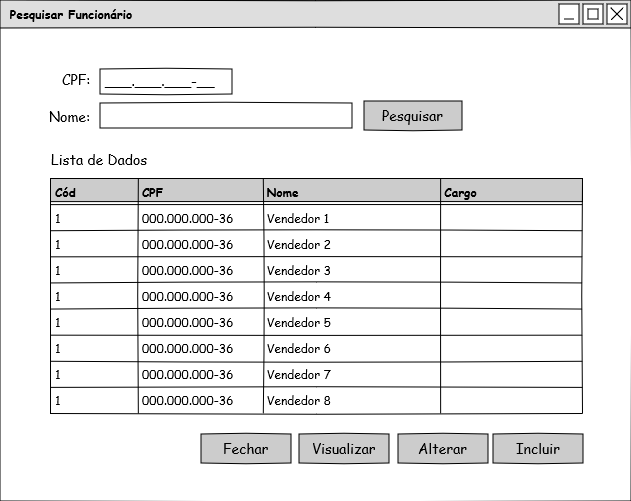 Pesquisar Funcionário
CPF: ___.___.___-__
Nome: Pesquisar
Lista de Dados
Cód CPF Nome Cargo
1 000.000.000-36 Vendedor 1
1 000.000.000-36 Vendedor 2
1 000.000.000-36 Vendedor 3
1 000.000.000-36 Vendedor 4
1 000.000.000-36 Vendedor 5
1 000.000.000-36 Vendedor 6
1 000.000.000-36 Vendedor 7
1 000.000.000-36 Vendedor 8
Fechar Visualizar Alterar Incluir